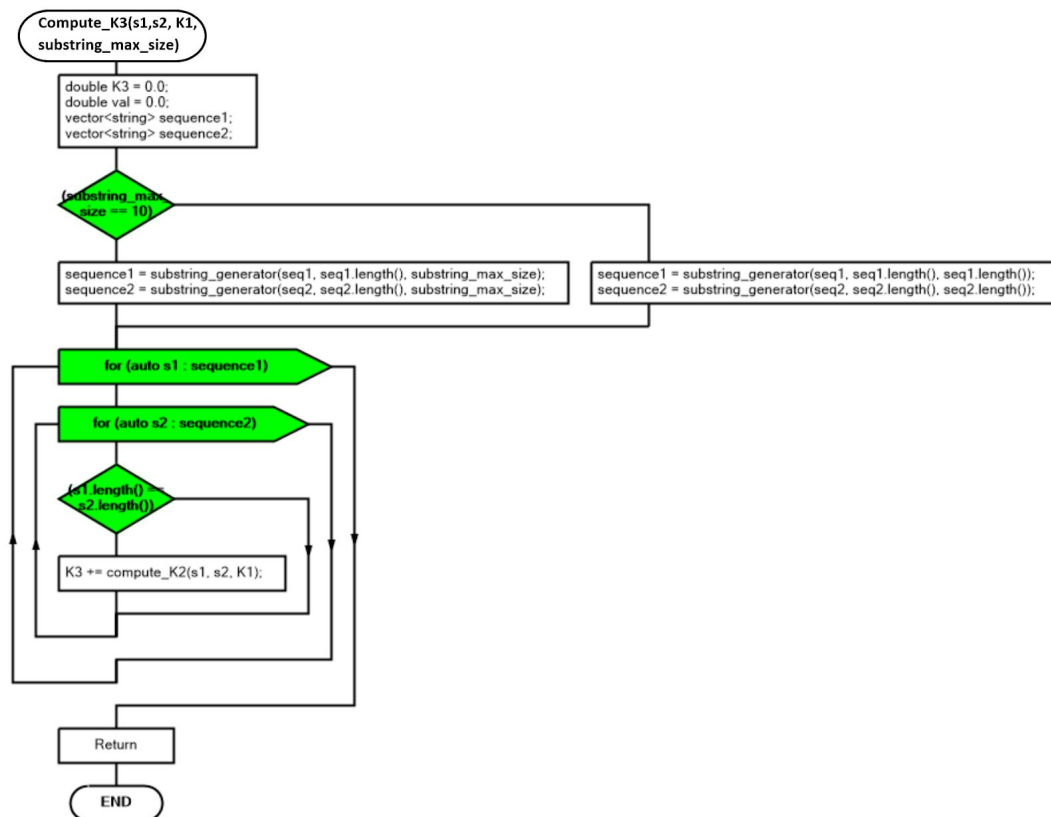 Compute_K3(s1,s2, K1,
substring_max_size)
double K3 = 0.0;
double val = 0.0;
vector<string> sequence1;
vector<string> sequence2;
(substring_max_
size == 10)
sequence1 = substring_generator(seq1, seq1.length(), substring_max_size);
sequence2 = substring_generator(seq2, seq2.length(), substring_max_size);
sequence1 = substring_generator(seq1, seq1.length(), seq1.length());
sequence2 = substring_generator(seq2, seq2.length(), seq2.length());
for (auto s1 : sequence1)
for (auto s2 : sequence2)
(s1.length() ==
s2.length())
K3 += compute_K2(s1, s2, K1);
Return
END